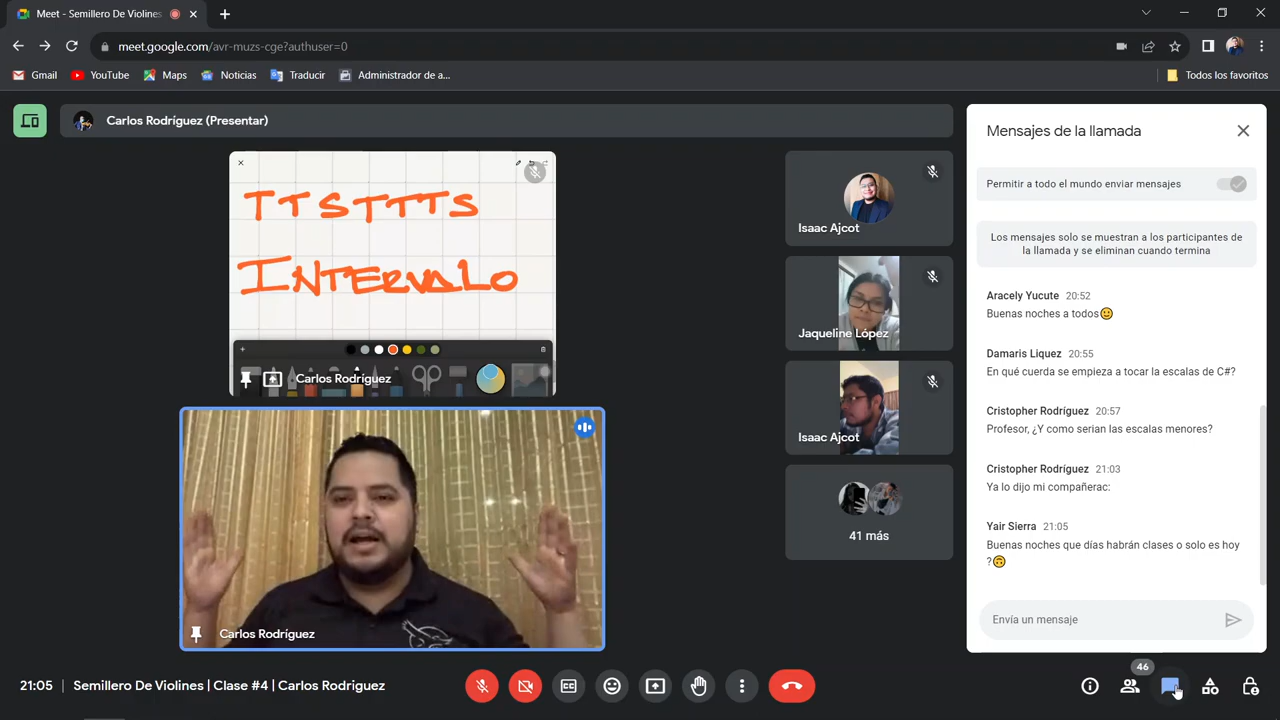 Meet - Semillero De Violines
meet.google.com/avr-muzs-cge?authuser=0
Gmail
YouTube
Maps
Noticias
Traducir
Administrador de a...
Todos los favoritos
Carlos Rodríguez (Presentar)
TTSTTTS
INTERVALO
Carlos Rodríguez
Carlos Rodríguez
Isaac Ajcot
Jaqueline López
Isaac Ajcot
41 más
Mensajes de la llamada
Permitir a todo el mundo enviar mensajes
Los mensajes solo se muestran a los participantes de
la llamada y se eliminan cuando termina
Aracely Yucute 20:52
Buenas noches a todos
Damaris Liquez 20:55
En qué cuerda se empieza a tocar la escalas de C#?
Cristopher Rodríguez 20:57
Profesor, ¿Y como serian las escalas menores?
Cristopher Rodríguez 21:03
Ya lo dijo mi compañerac:
Yair Sierra 21:05
Buenas noches que días habrán clases o solo es hoy
?
Envía un mensaje
21:05 | Semillero De Violines | Clase #4 | Carlos Rodriguez
46